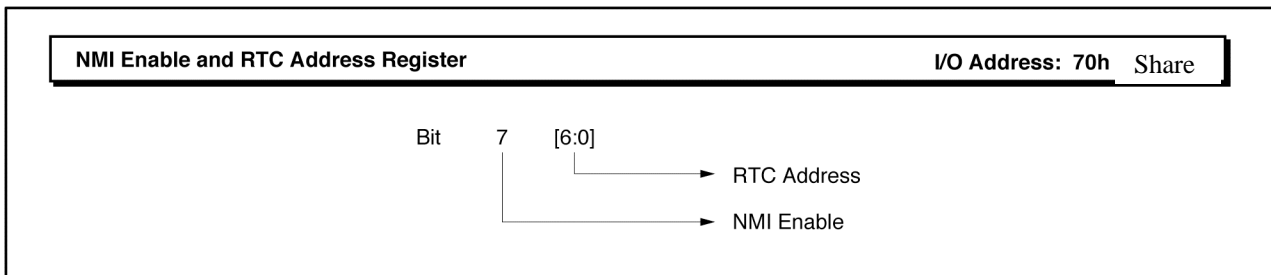 NMI Enable and RTC Address Register I/O Address: 70h Share
Bit 7 [6:0]
RTC Address
NMI Enable